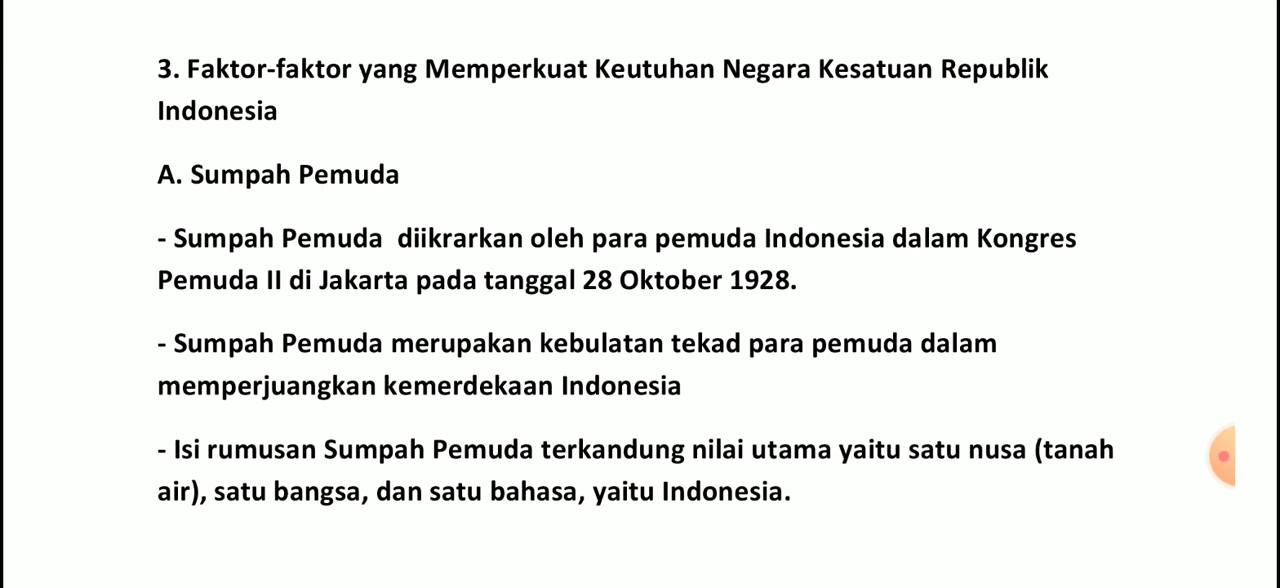 3. Faktor-faktor yang Memperkuat Keutuhan Negara Kesatuan Republik
Indonesia
A. Sumpah Pemuda
- Sumpah Pemuda  diikrarkan oleh para pemuda Indonesia dalam Kongres
Pemuda II di Jakarta pada tanggal 28 Oktober 1928.
- Sumpah Pemuda merupakan kebulatan tekad para pemuda dalam
memperjuangkan kemerdekaan Indonesia
- Isi rumusan Sumpah Pemuda terkandung nilai utama yaitu satu nusa (tanah
air), satu bangsa, dan satu bahasa, yaitu Indonesia.